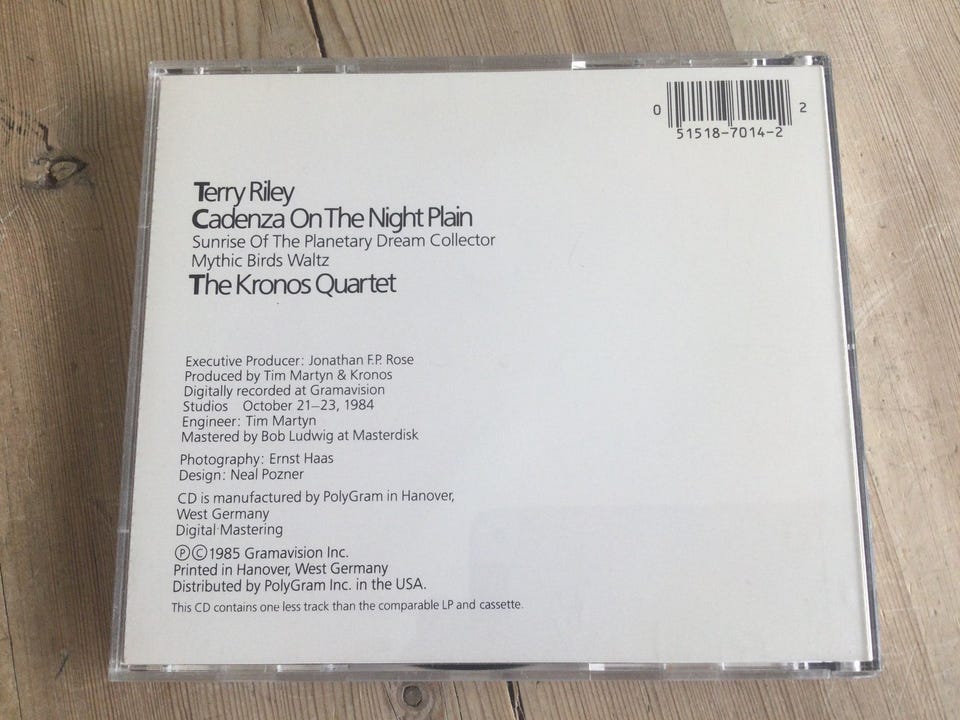 0 51518-7014-2 2
Terry Riley
Cadenza On The Night Plain
Sunrise Of The Planetary Dream Collector
Mythic Birds Waltz
The Kronos Quartet
Executive Producer: Jonathan F.P. Rose
Produced by Tim Martyn & Kronos
Digitally recorded at Gramavision
Studios October 21–23, 1984
Engineer: Tim Martyn
Mastered by Bob Ludwig at Masterdisk
Photography: Ernst Haas
Design: Neal Pozner
CD is manufactured by PolyGram in Hanover,
West Germany
Digital Mastering
ⓅⒸ1985 Gramavision Inc.
Printed in Hanover, West Germany
Distributed by PolyGram Inc. in the USA.
This CD contains one less track than the comparable LP and cassette.